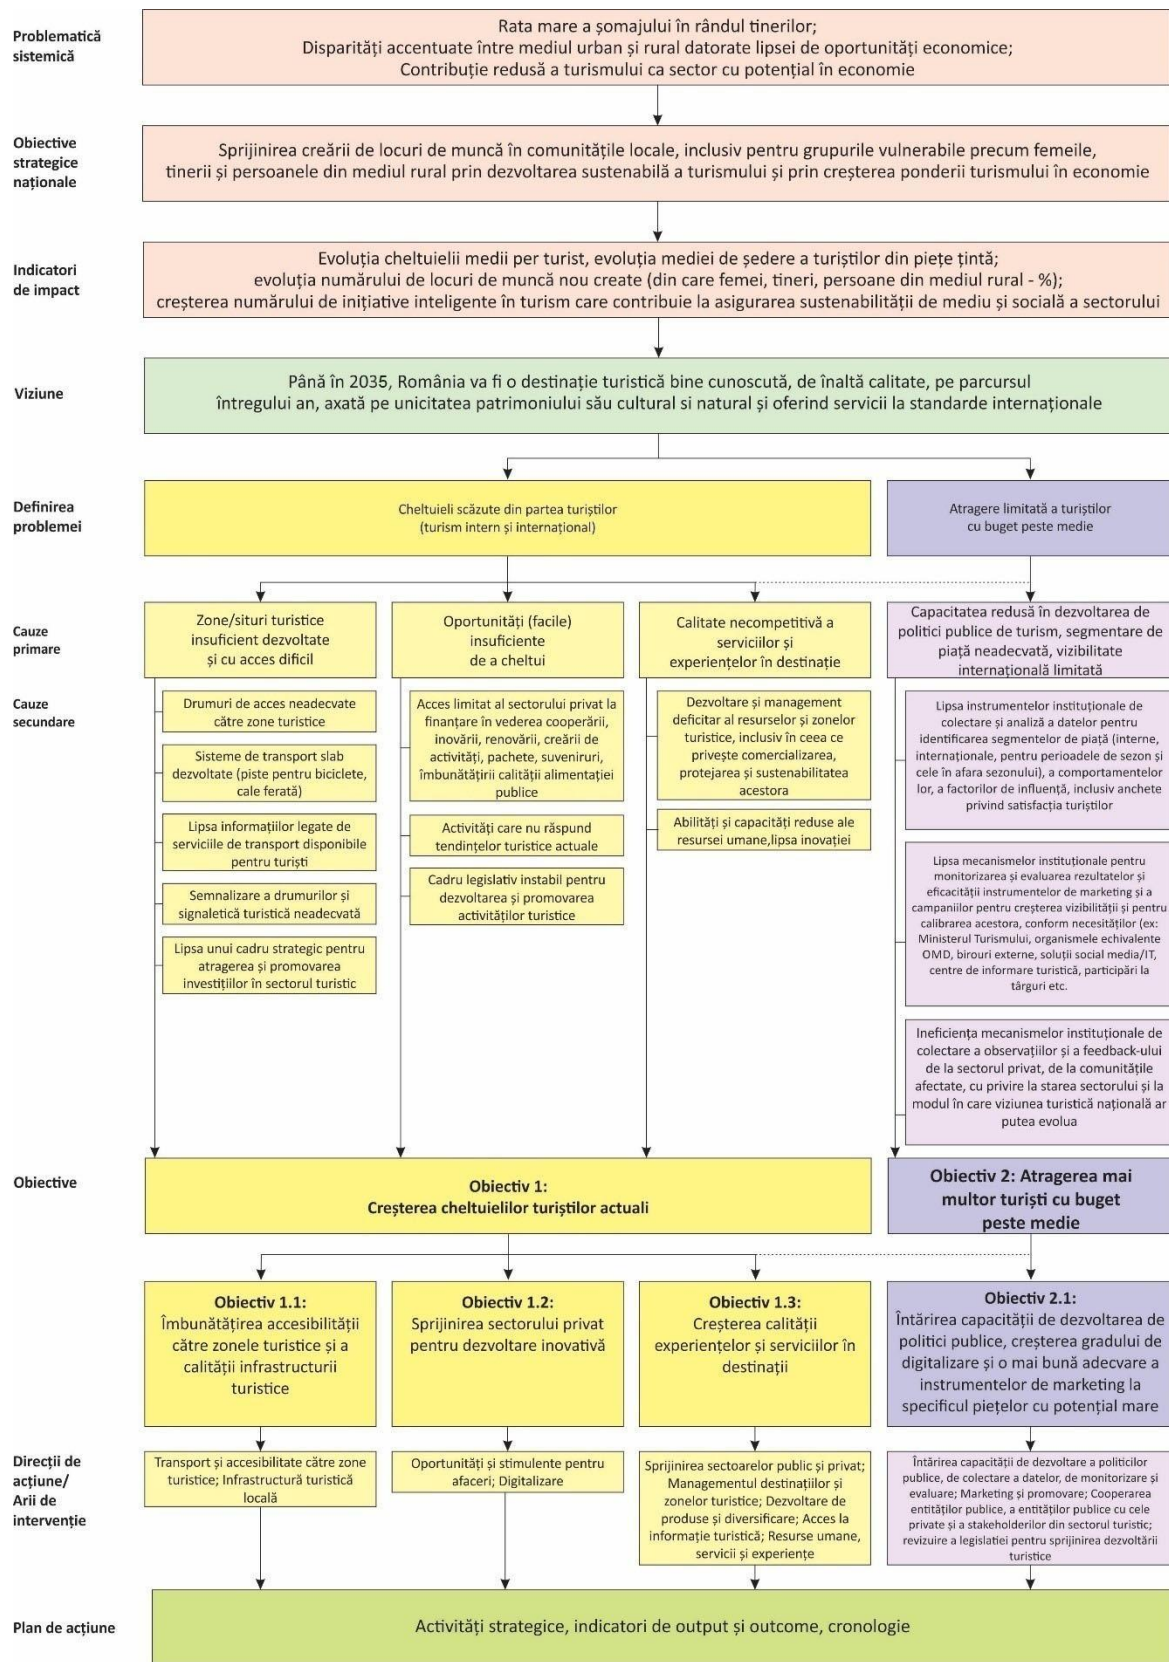 Problematică
sistemică
Rata mare a șomajului în rândul tinerilor;
Disparități accentuate între mediul urban și rural datorate lipsei de oportunități economice;
Contribuție redusă a turismului ca sector cu potențial în economie
Obiective
strategice
naționale
Sprijinirea creării de locuri de muncă în comunitățile locale, inclusiv pentru grupurile vulnerabile precum femeile,
tinerii și persoanele din mediul rural prin dezvoltarea sustenabilă a turismului și prin creșterea ponderii turismului în economie
Indicatori
de impact
Evoluția cheltuielii medii per turist, evoluția mediei de ședere a turiștilor din piețe țintă;
evoluția numărului de locuri de muncă nou create (din care femei, tineri, persoane din mediul rural - %);
creșterea numărului de inițiative inteligente în turism care contribuie la asigurarea sustenabilității de mediu și socială a sectorului
Viziune
Până în 2035, România va fi o destinație turistică bine cunoscută, de înaltă calitate, pe parcursul
întregului an, axată pe unicitatea patrimoniului său cultural si natural și oferind servicii la standarde internaționale
Definirea
problemei
Cheltuieli scăzute din partea turiștilor
(turism intern și internațional)
Atragere limitată a turiștilor
cu buget peste medie
Cauze
primare
Zone/situri turistice
insuficient dezvoltate
și cu acces dificil
Oportunități (facile)
insuficiente
de a cheltui
Calitate necompetitivă a
serviciilor și
experiențelor în destinație
Capacitatea redusă în dezvoltarea de
politici publice de turism, segmentare de
piață neadecvată, vizibilitate
internațională limitată
Cauze
secundare
Drumuri de acces neadecvate
către zone turistice
Sisteme de transport slab
dezvoltate (piste pentru biciclete,
cale ferată)
Lipsa informațiilor legate de
serviciile de transport disponibile
pentru turiști
Semnalizare a drumurilor și
signaletică turistică neadecvată
Lipsa unui cadru strategic pentru
atragerea și promovarea
investițiilor în sectorul turistic
Acces limitat al sectorului privat la
finanțare în vederea cooperării,
inovării, renovării, creării de
activități, pachete, suveniruri,
îmbunătățirii calității alimentației
publice
Activități care nu răspund
tendințelor turistice actuale
Cadru legislativ instabil pentru
dezvoltarea și promovarea
activităților turistice
Dezvoltare și management
deficitar al resurselor și zonelor
turistice, inclusiv în ceea ce
privește comercializarea,
protejarea și sustenabilitatea
acestora
Abilități și capacități reduse ale
resursei umane,lipsa inovației
Lipsa instrumentelor instituționale de
colectare și analiză a datelor pentru
identificarea segmentelor de piață (interne,
internaționale, pentru perioadele de sezon și
cele în afara sezonului), a comportamentelor
lor, a factorilor de influență, inclusiv anchete
privind satisfacția turiștilor
Lipsa mecanismelor instituționale pentru
monitorizarea și evaluarea rezultatelor și
eficacității instrumentelor de marketing și a
campaniilor pentru creșterea vizibilității și pentru
calibrarea acestora, conform necesităților (ex:
Ministerul Turismului, organismele echivalente
OMD, birouri externe, soluții social media/IT,
centre de informare turistică, participări la
târguri etc.
Ineficiența mecanismelor instituționale de
colectare a observațiilor și a feedback-ului
de la sectorul privat, de la comunitățile
afectate, cu privire la starea sectorului și la
modul în care viziunea turistică națională ar
putea evolua
Obiective
Obiectiv 1:
Creșterea cheltuielilor turiștilor actuali
Obiectiv 2: Atragerea mai
multor turiști cu buget
peste medie
Obiectiv 1.1:
Îmbunătățirea accesibilității
către zonele turistice și a
calității infrastructurii
turistice
Obiectiv 1.2:
Sprijinirea sectorului privat
pentru dezvoltare inovativă
Obiectiv 1.3:
Creșterea calității
experiențelor și serviciilor în
destinații
Obiectiv 2.1:
Întărirea capacității de dezvoltarea de
politici publice, creșterea gradului de
digitalizare și o mai bună adecvare a
instrumentelor de marketing la
specificul piețelor cu potențial mare
Direcții de
acțiune/
Arii de
intervenție
Transport și accesibilitate către zone
turistice; Infrastructură turistică
locală
Oportunități și stimulente pentru
afaceri; Digitalizare
Sprijinirea sectoarelor public și privat;
Managementul destinațiilor și
zonelor turistice; Dezvoltare de
produse și diversificare; Acces la
informație turistică; Resurse umane,
servicii și experiențe
Întărirea capacității de dezvoltare a politicilor
publice, de colectare a datelor, de monitorizare și
evaluare; Marketing și promovare; Cooperarea
entităților publice, a entităților publice cu cele
private și a stakeholderilor din sectorul turistic;
revizuire a legislatiei pentru sprijinirea dezvoltării
turistice
Plan de acțiune
Activități strategice, indicatori de output și outcome, cronologie